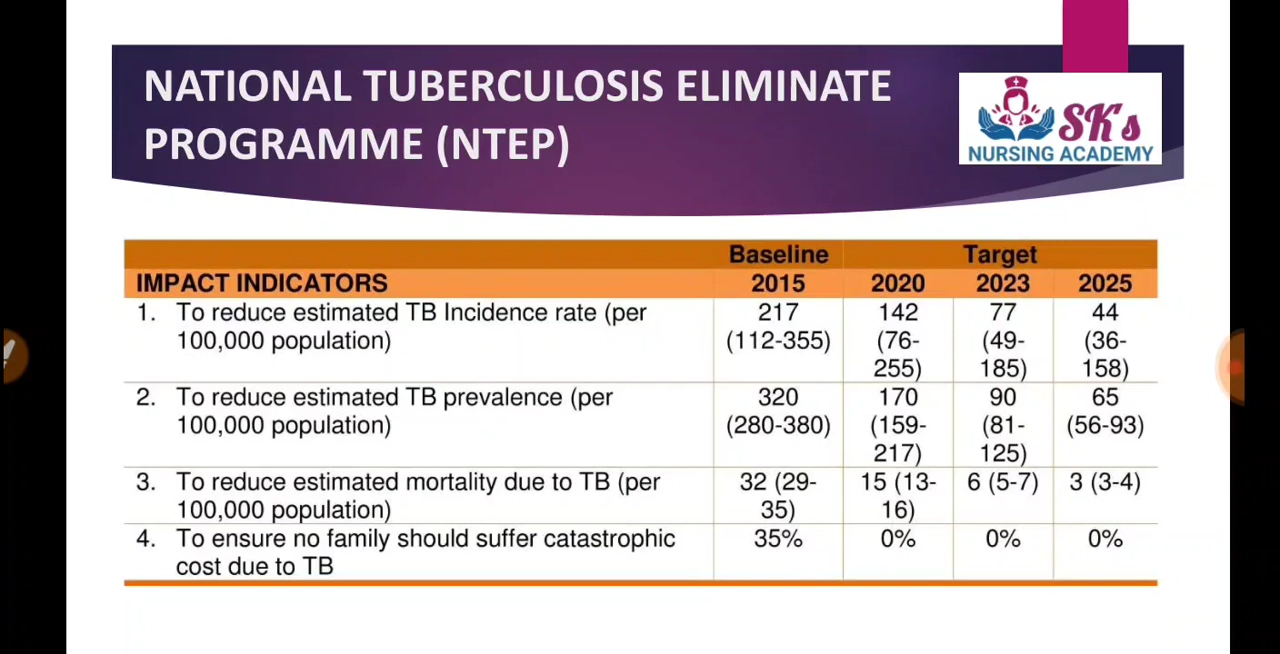 NATIONAL TUBERCULOSIS ELIMINATE
PROGRAMME (NTEP)
SK's
NURSING ACADEMY
Baseline Target
IMPACT INDICATORS 2015 2020 2023 2025
1. To reduce estimated TB Incidence rate (per 217 142 77 44
100,000 population) (112-355) (76- (49- (36-
255) 185) 158)
2. To reduce estimated TB prevalence (per 320 170 90 65
100,000 population) (280-380) (159- (81- (56-93)
217) 125)
3. To reduce estimated mortality due to TB (per 32 (29- 15 (13- 6 (5-7) 3 (3-4)
100,000 population) 35) 16)
4. To ensure no family should suffer catastrophic 35% 0% 0% 0%
cost due to TB